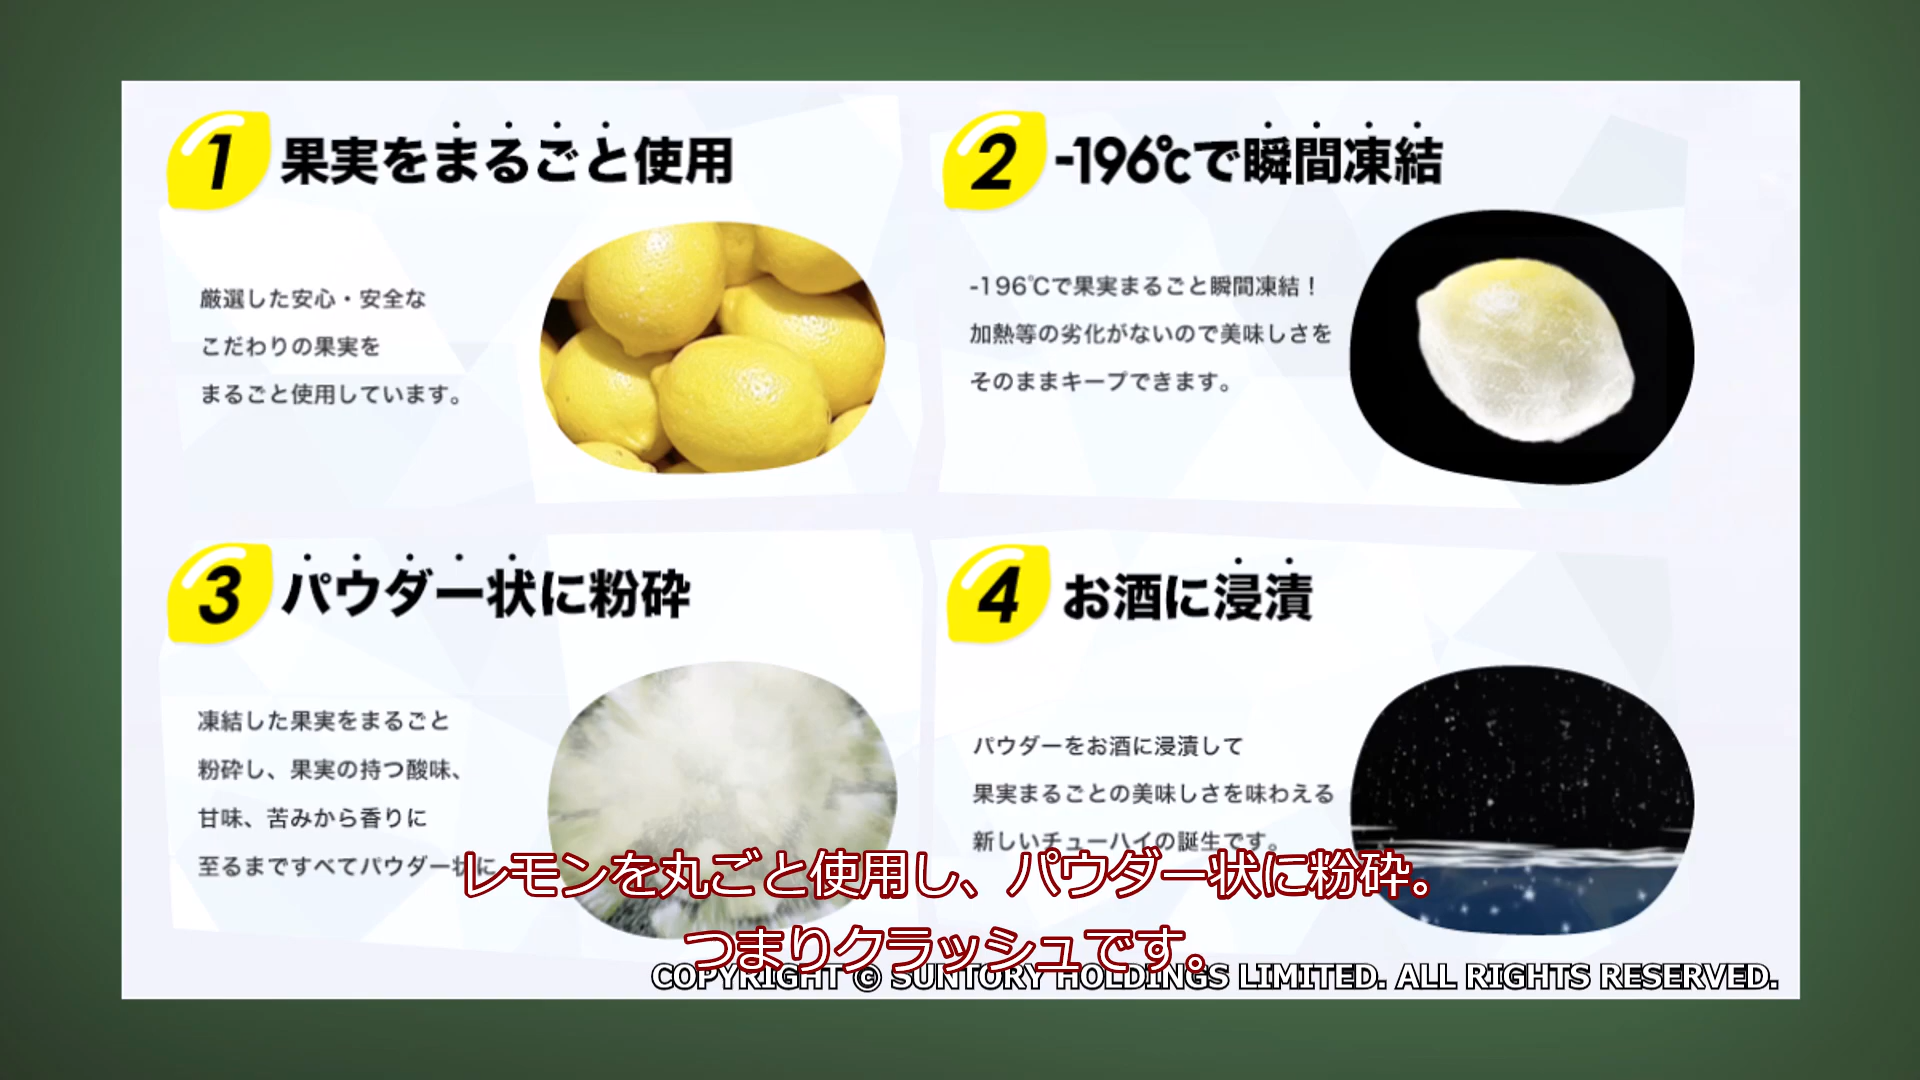 1 果実をまるごと使用
厳選した安心・安全な
こだわりの果実を
まるごと使用しています。
2 -196℃で瞬間凍結
-196℃で果実まるごと瞬間凍結！
加熱等の劣化がないので美味しさを
そのままキープできます。
3 パウダー状に粉砕
凍結した果実をまるごと
粉砕し、果実の持つ酸味、
甘味、苦みから香りに
至るまですべてパウダー状に
4 お酒に浸漬
パウダーをお酒に浸漬して
果実まるごとの美味しさを味わえる
新しいチューハイの誕生です。
レモンを丸ごと使用し、パウダー状に粉砕。
つまりクラッシュです。
COPYRIGHT © SUNTORY HOLDINGS LIMITED. ALL RIGHTS RESERVED.